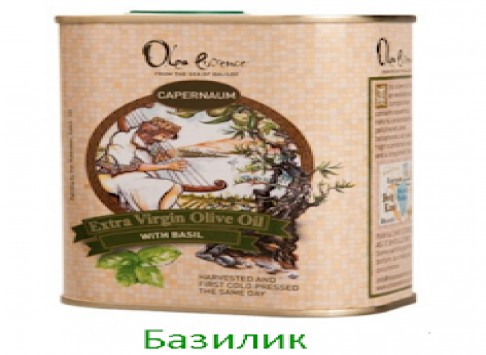 Olea Essence
FROM THE SEA OF GALILEE
CAPERNAUM
Extra Virgin Olive Oil
WITH BASIL
HARVESTED AND
FIRST COLD-PRESSED
THE SAME DAY
Базилик